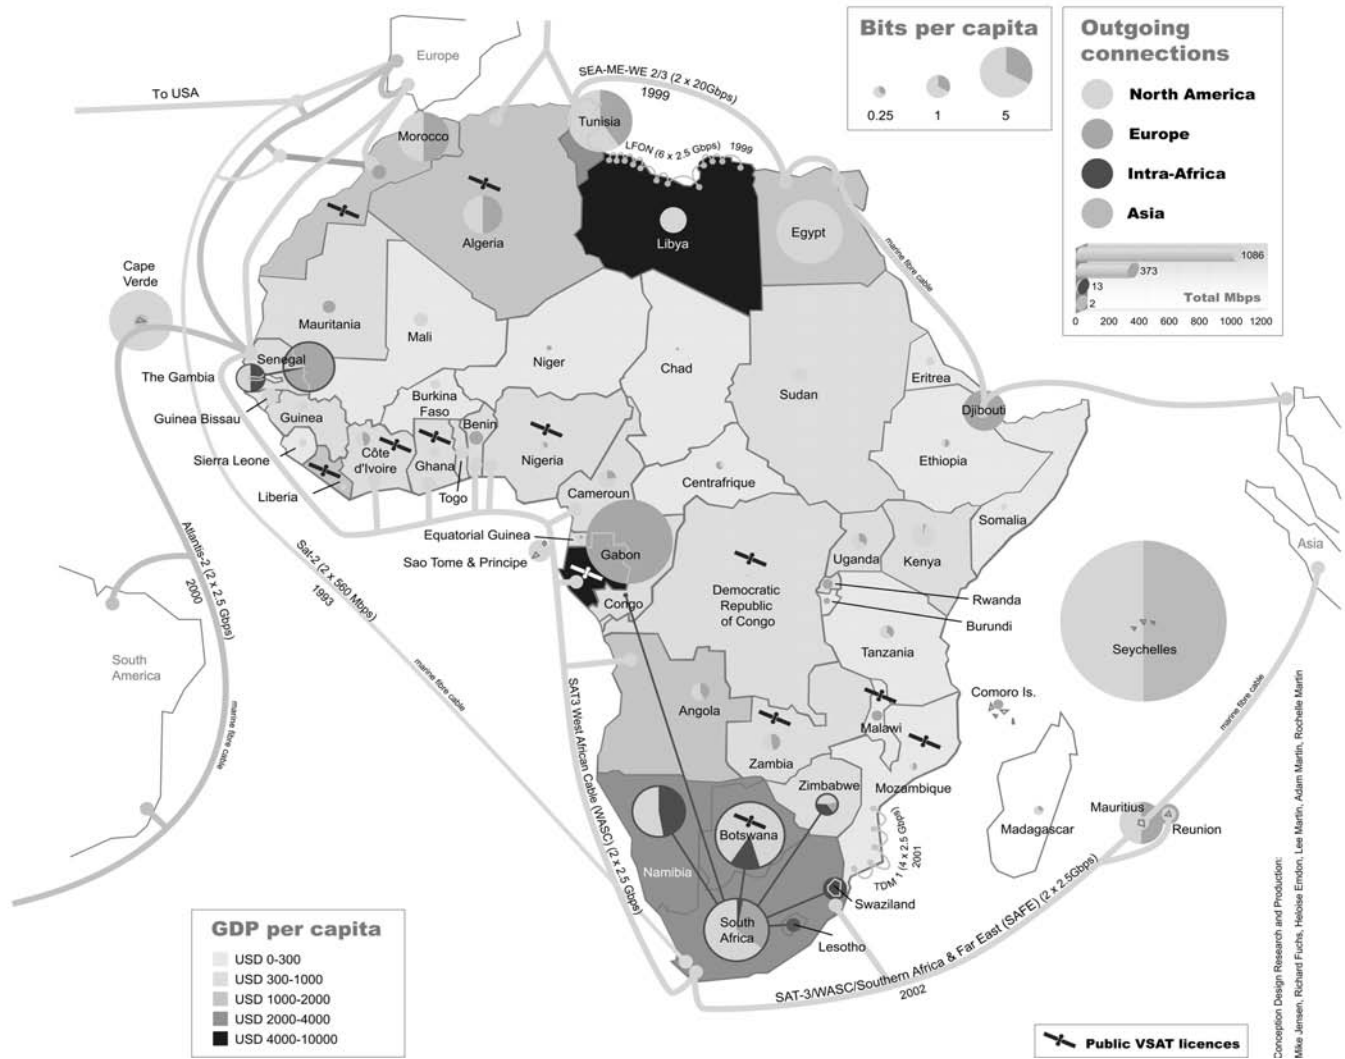 Bits per capita
0.25
1
5
Outgoing
connections
North America
Europe
Intra-Africa
Asia
1086
373
13
2
Total Mbps
0 200 400 600 800 1000 1200
Europe
To USA
SEA-ME-WE 2/3 (2 x 20Gbps)
1999
Tunisia
Morocco
LFON (6 x 2.5 Gbps) 1999
Algeria
Libya
Egypt
marine fibre cable
Cape
Verde
Mauritania
Mali
Niger
Chad
Sudan
Eritrea
Senegal
The Gambia
Guinea Bissau
Guinea
Burkina
Faso
Benin
Djibouti
Sierra Leone
Côte
d'Ivoire
Ghana
Nigeria
Centrafrique
Ethiopia
Liberia
Togo
Cameroun
Somalia
Equatorial Guinea
Sao Tome & Principe
Gabon
Congo
Uganda
Kenya
Asia
Democratic
Republic
of Congo
Rwanda
Burundi
Tanzania
Seychelles
Atlantis-2 (2 x 2.5 Gbps)
2000
Sat-2 (2 x 560 Mbps)
1993
marine fibre cable
South
America
marine fibre cable
SAT3 West African Cable (WASC) (2 x 2.5 Gbps)
Angola
Comoro Is.
Malawi
Zambia
Zimbabwe
Mozambique
marine fibre cable
Botswana
Namibia
Madagascar
Mauritius
Reunion
TDM 1 (4 x 2.5 Gbps)
2001
Swaziland
South
Africa
Lesotho
SAT-3/WASC/Southern Africa & Far East (SAFE) (2 x 2.5Gbps)
2002
GDP per capita
USD 0-300
USD 300-1000
USD 1000-2000
USD 2000-4000
USD 4000-10000
Public VSAT licences
Conception Design Research and Production:
Mike Jensen, Richard Fuchs, Heloise Emdon, Lee Martin, Adam Martin, Rochelle Martin